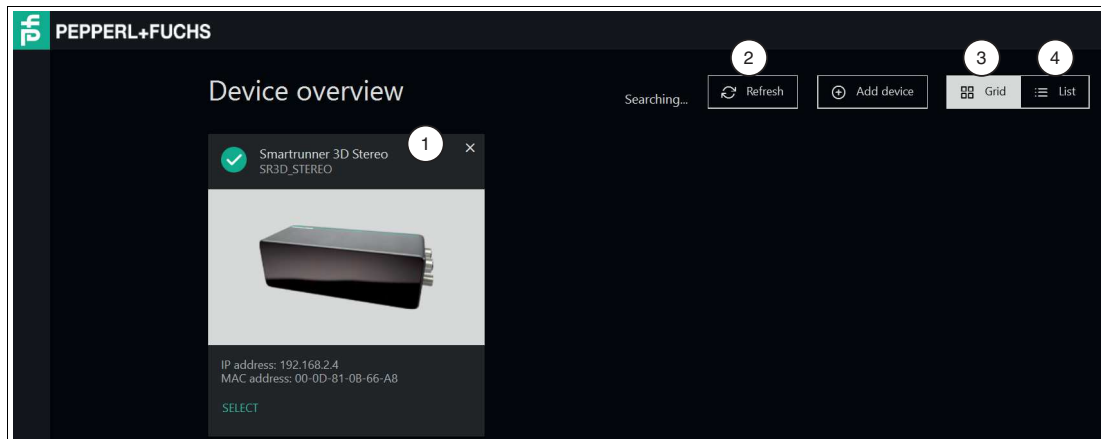 PEPPERL+FUCHS
2
3
4
Device overview
Searching...
Refresh
Add device
Grid
List
1
Smartrunner 3D Stereo
SR3D_STEREO
IP address: 192.168.2.4
MAC address: 00-0D-81-0B-66-A8
SELECT